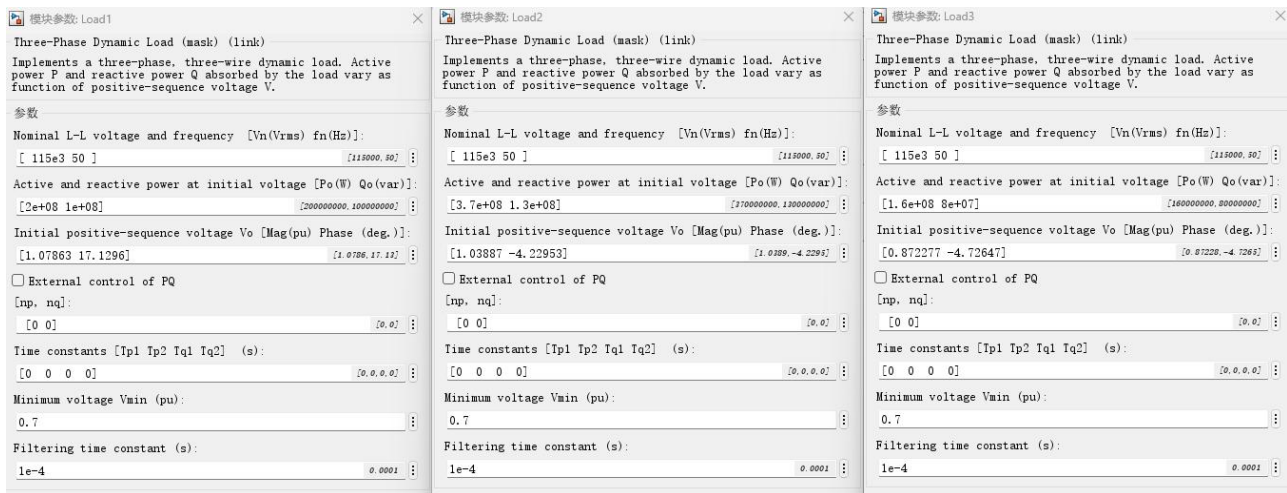 模块参数: Load1
Three-Phase Dynamic Load (mask) (link)
Implements a three-phase, three-wire dynamic load. Active
power P and reactive power Q absorbed by the load vary as
function of positive-sequence voltage V.
参数
Nominal L-L voltage and frequency [Vn(Vrms) fn(Hz)]:
[ 115e3 50 ] [115000, 50]
Active and reactive power at initial voltage [Po(W) Qo(var)]:
[2e+08 1e+08] [200000000, 100000000]
Initial positive-sequence voltage Vo [Mag(pu) Phase (deg.)]:
[1.07863 17.1296] [1.0786, 17.13]
External control of PQ
[np, nq]:
[0 0] [0, 0]
Time constants [Tp1 Tp2 Tq1 Tq2] (s):
[0 0 0 0] [0, 0, 0, 0]
Minimum voltage Vmin (pu):
0.7
Filtering time constant (s):
1e-4 0.0001
模块参数: Load2
Three-Phase Dynamic Load (mask) (link)
Implements a three-phase, three-wire dynamic load. Active
power P and reactive power Q absorbed by the load vary as
function of positive-sequence voltage V.
参数
Nominal L-L voltage and frequency [Vn(Vrms) fn(Hz)]:
[ 115e3 50 ] [115000, 50]
Active and reactive power at initial voltage [Po(W) Qo(var)]:
[3.7e+08 1.3e+08] [370000000, 130000000]
Initial positive-sequence voltage Vo [Mag(pu) Phase (deg.)]:
[1.03887 -4.22953] [1.0389, -4.2295]
External control of PQ
[np, nq]:
[0 0] [0, 0]
Time constants [Tp1 Tp2 Tq1 Tq2] (s):
[0 0 0 0] [0, 0, 0, 0]
Minimum voltage Vmin (pu):
0.7
Filtering time constant (s):
1e-4 0.0001
模块参数: Load3
Three-Phase Dynamic Load (mask) (link)
Implements a three-phase, three-wire dynamic load. Active
power P and reactive power Q absorbed by the load vary as
function of positive-sequence voltage V.
参数
Nominal L-L voltage and frequency [Vn(Vrms) fn(Hz)]:
[ 115e3 50 ] [115000, 50]
Active and reactive power at initial voltage [Po(W) Qo(var)]:
[1.6e+08 8e+07] [160000000, 80000000]
Initial positive-sequence voltage Vo [Mag(pu) Phase (deg.)]:
[0.872277 -4.72647] [0.87228, -4.7265]
External control of PQ
[np, nq]:
[0 0] [0, 0]
Time constants [Tp1 Tp2 Tq1 Tq2] (s):
[0 0 0 0] [0, 0, 0, 0]
Minimum voltage Vmin (pu):
0.7
Filtering time constant (s):
1e-4 0.0001